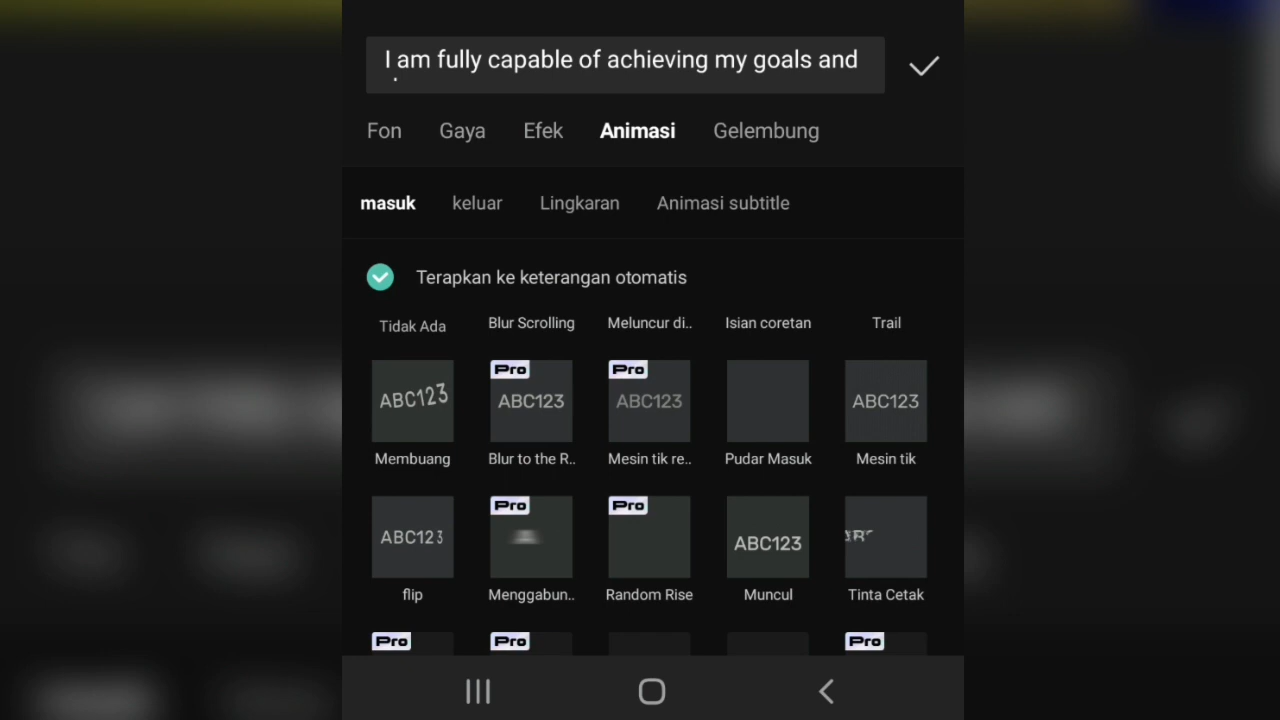 I am fully capable of achieving my goals and
Fon Gaya Efek Animasi Gelembung
masuk keluar Lingkaran Animasi subtitle
Terapkan ke keterangan otomatis
Tidak Ada Blur Scrolling Meluncur di.. Isian coretan Trail
Pro Pro
ABC123 ABC123 ABC123 ABC123
Membuang Blur to the R.. Mesin tik re.. Pudar Masuk Mesin tik
Pro Pro
ABC123 ABC123
flip Menggabun.. Random Rise Muncul Tinta Cetak
Pro Pro Pro